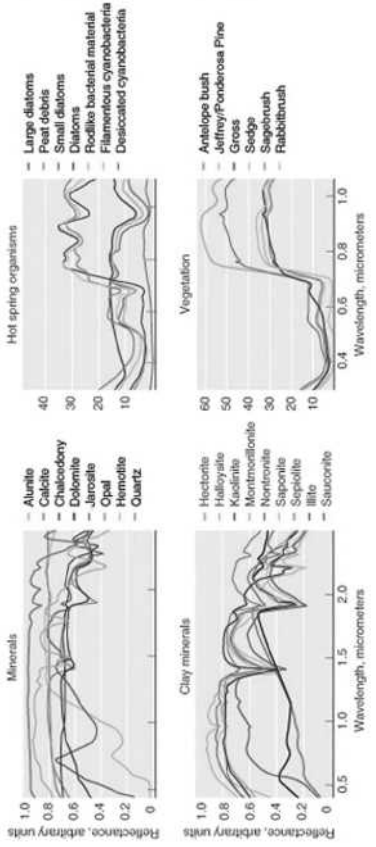 Minerals
Reflectance, arbitrary units
1.0
0.8
0.6
0.4
0.2
0
Alunite
Calcite
Chalcedony
Dolomite
Jarosite
Opal
Hemotite
Quartz
Hot spring organisms
40
30
20
10
Large diatoms
Peat debris
Small diatoms
Diatoms
Rodlike bacterial material
Filamentous cyanobacteria
Desiccated cyanobacteria
Clay minerals
Reflectance, arbitrary units
1.0
0.8
0.6
0.4
0.2
0
0.5
1.0
1.5
2.0
Wavelength, micrometers
Hectorite
Halloysite
Kaolinite
Montmorillonite
Nontronite
Saponite
Sepiolite
Illite
Sauconite
Vegetation
60
50
40
30
20
10
0.4
0.6
0.8
1.0
Wavelength, micrometers
Antelope bush
Jeffrey/Ponderosa Pine
Gross
Sedge
Sagebrush
Rabbitbrush